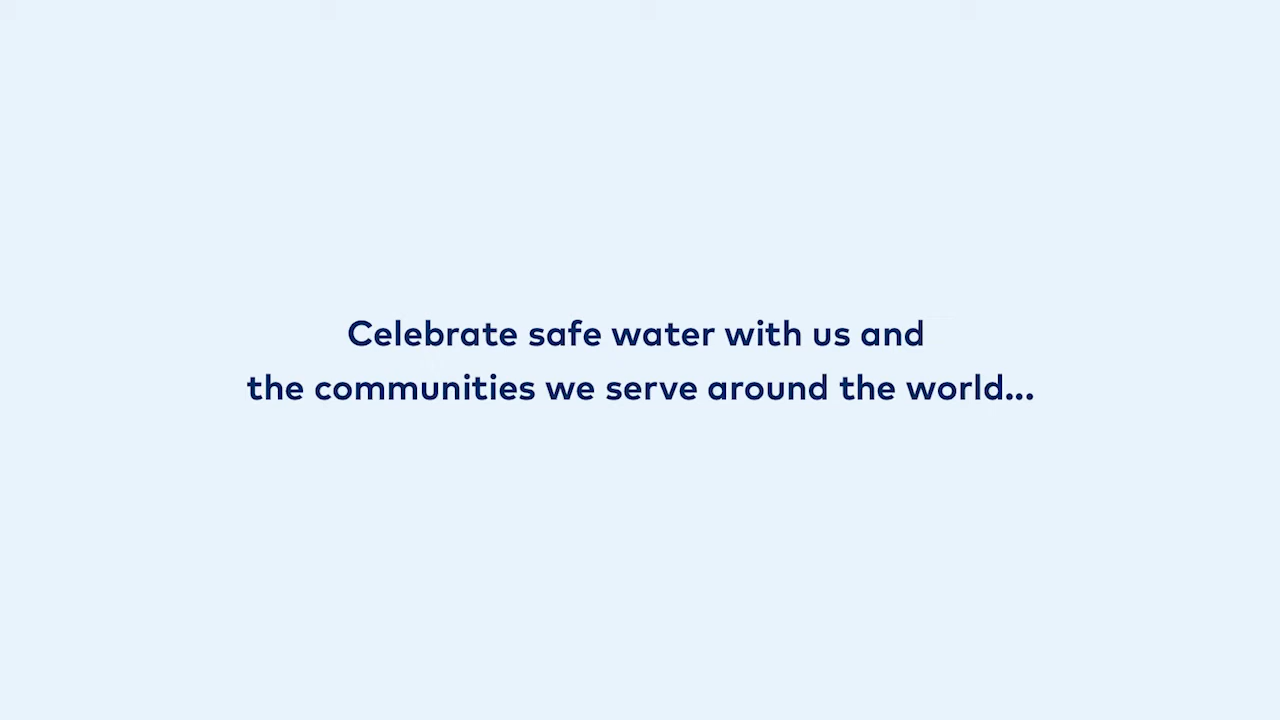 Celebrate safe water with us and
the communities we serve around the world...